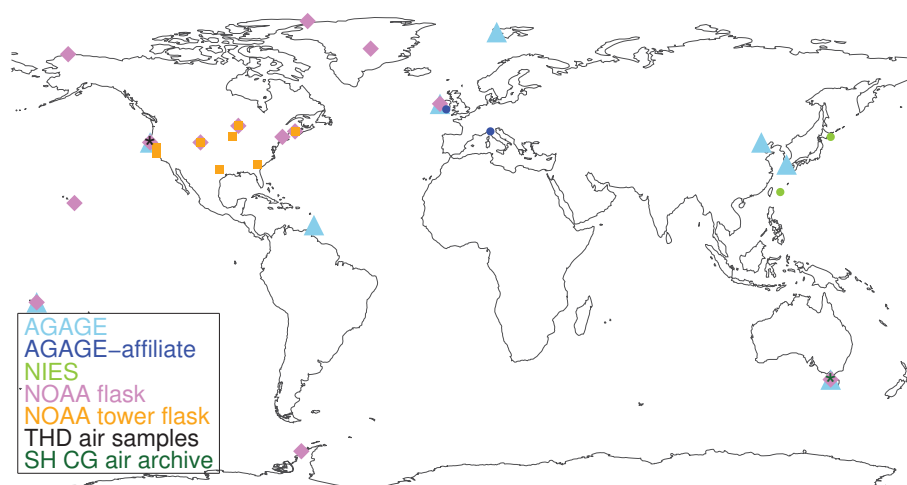 AGAGE
AGAGE−affiliate
NIES
NOAA flask
NOAA tower flask
THD air samples
SH CG air archive